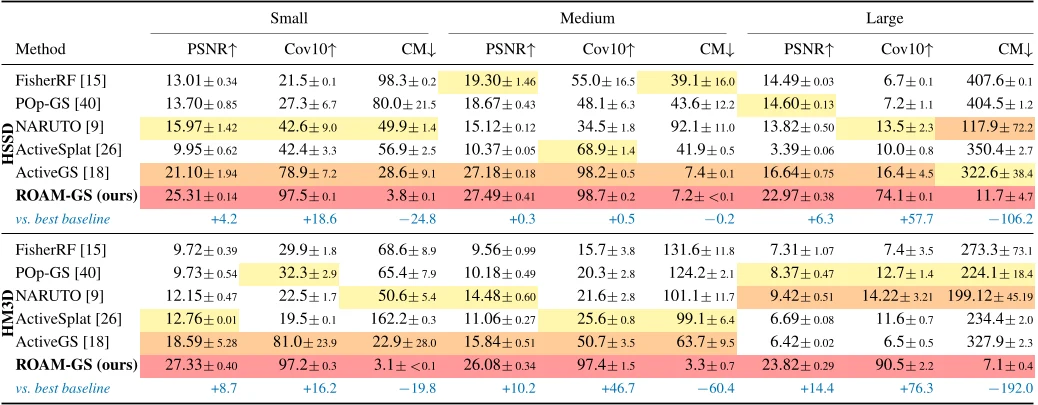 Small Medium Large
Method PSNR↑ Cov10↑ CM↓ PSNR↑ Cov10↑ CM↓ PSNR↑ Cov10↑ CM↓
HSSD
FisherRF [15] 13.01± 0.34 21.5± 0.1 98.3± 0.2 19.30± 1.46 55.0± 16.5 39.1± 16.0 14.49± 0.03 6.7± 0.1 407.6± 0.1
POp-GS [40] 13.70± 0.85 27.3± 6.7 80.0± 21.5 18.67± 0.43 48.1± 6.3 43.6± 12.2 14.60± 0.13 7.2± 1.1 404.5± 1.2
NARUTO [9] 15.97± 1.42 42.6± 9.0 49.9± 1.4 15.12± 0.12 34.5± 1.8 92.1± 11.0 13.82± 0.50 13.5± 2.3 117.9± 72.2
ActiveSplat [26] 9.95± 0.62 42.4± 3.3 56.9± 2.5 10.37± 0.05 68.9± 1.4 41.9± 0.5 3.39± 0.06 10.0± 0.8 350.4± 2.7
ActiveGS [18] 21.10± 1.94 78.9± 7.2 28.6± 9.1 27.18± 0.18 98.2± 0.5 7.4± 0.1 16.64± 0.75 16.4± 4.5 322.6± 38.4
ROAM-GS (ours) 25.31± 0.14 97.5± 0.1 3.8± 0.1 27.49± 0.41 98.7± 0.2 7.2± <0.1 22.97± 0.38 74.1± 0.1 11.7± 4.7
vs. best baseline +4.2 +18.6 −24.8 +0.3 +0.5 −0.2 +6.3 +57.7 −106.2
HM3D
FisherRF [15] 9.72± 0.39 29.9± 1.8 68.6± 8.9 9.56± 0.99 15.7± 3.8 131.6± 11.8 7.31± 1.07 7.4± 3.5 273.3± 73.1
POp-GS [40] 9.73± 0.54 32.3± 2.9 65.4± 7.9 10.18± 0.49 20.3± 2.8 124.2± 2.1 8.37± 0.47 12.7± 1.4 224.1± 18.4
NARUTO [9] 12.15± 0.47 22.5± 1.7 50.6± 5.4 14.48± 0.60 21.6± 2.8 101.1± 11.7 9.42± 0.51 14.22± 3.21 199.12± 45.19
ActiveSplat [26] 12.76± 0.01 19.5± 0.1 162.2± 0.3 11.06± 0.27 25.6± 0.8 99.1± 6.4 6.69± 0.08 11.6± 0.7 234.4± 2.0
ActiveGS [18] 18.59± 5.28 81.0± 23.9 22.9± 28.0 15.84± 0.51 50.7± 3.5 63.7± 9.5 6.42± 0.02 6.5± 0.5 327.9± 2.3
ROAM-GS (ours) 27.33± 0.40 97.2± 0.3 3.1± <0.1 26.08± 0.34 97.4± 1.5 3.3± 0.7 23.82± 0.29 90.5± 2.2 7.1± 0.4
vs. best baseline +8.7 +16.2 −19.8 +10.2 +46.7 −60.4 +14.4 +76.3 −192.0